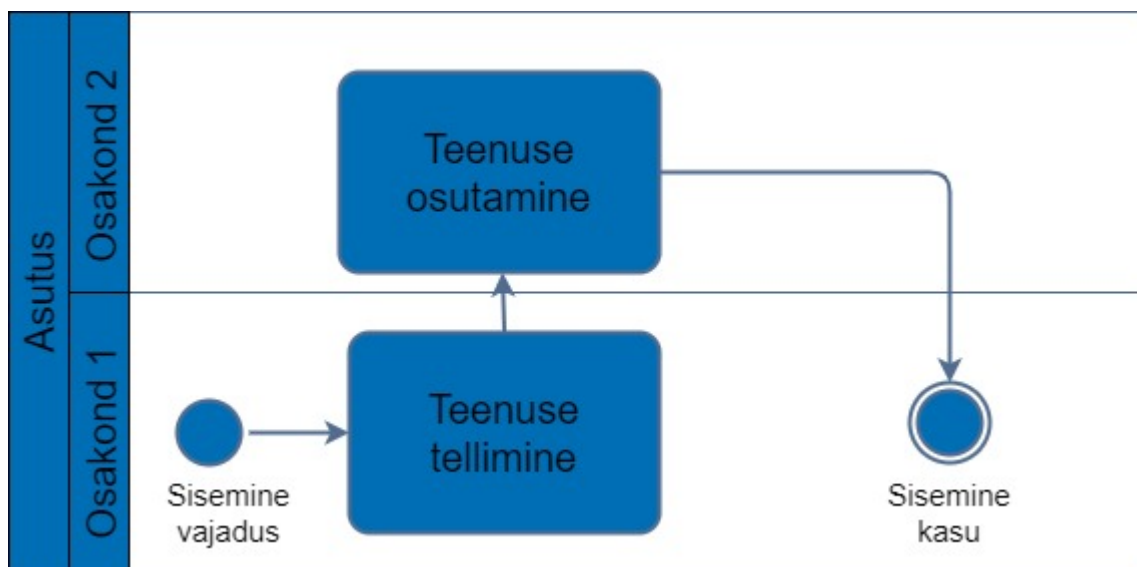 Asutus
Osakond 2
Teenuse
osutamine
Osakond 1
Teenuse
tellimine
Sisemine
vajadus
Sisemine
kasu